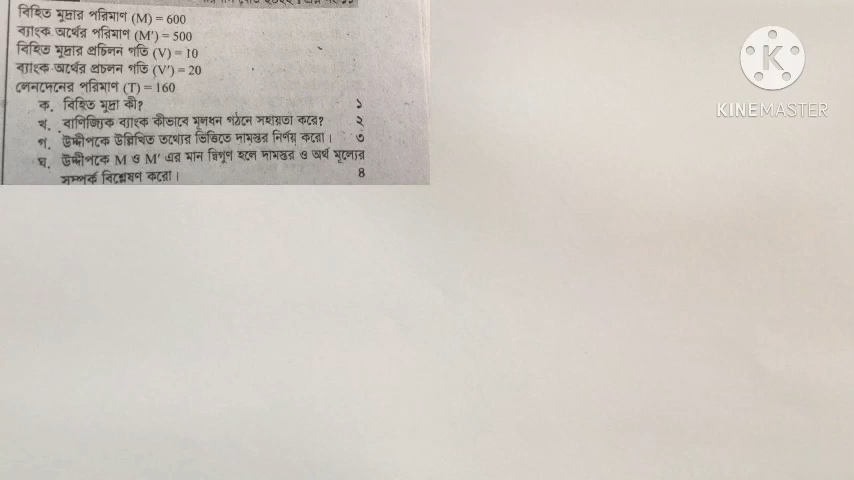 বিহিত মুদ্রার পরিমাণ (M) = 600
ব্যাংক অর্থের পরিমাণ (M′) = 500
বিহিত মুদ্রার প্রচলন গতি (V) = 10
ব্যাংক অর্থের প্রচলন গতি (V′) = 20
লেনদেনের পরিমাণ (T) = 160
ক. বিহিত মুদ্রা কী? ১
খ. বাণিজ্যিক ব্যাংক কীভাবে মূলধন গঠনে সহায়তা করে? ২
গ. উদ্দীপকে উল্লিখিত তথ্যের ভিত্তিতে দামস্তর নির্ণয় করো। ৩
ঘ. উদ্দীপকে M ও M′ এর মান দ্বিগুণ হলে দামস্তর ও অর্থ মূল্যের
সম্পর্ক বিশ্লেষণ করো। 8
K
KINEMASTER